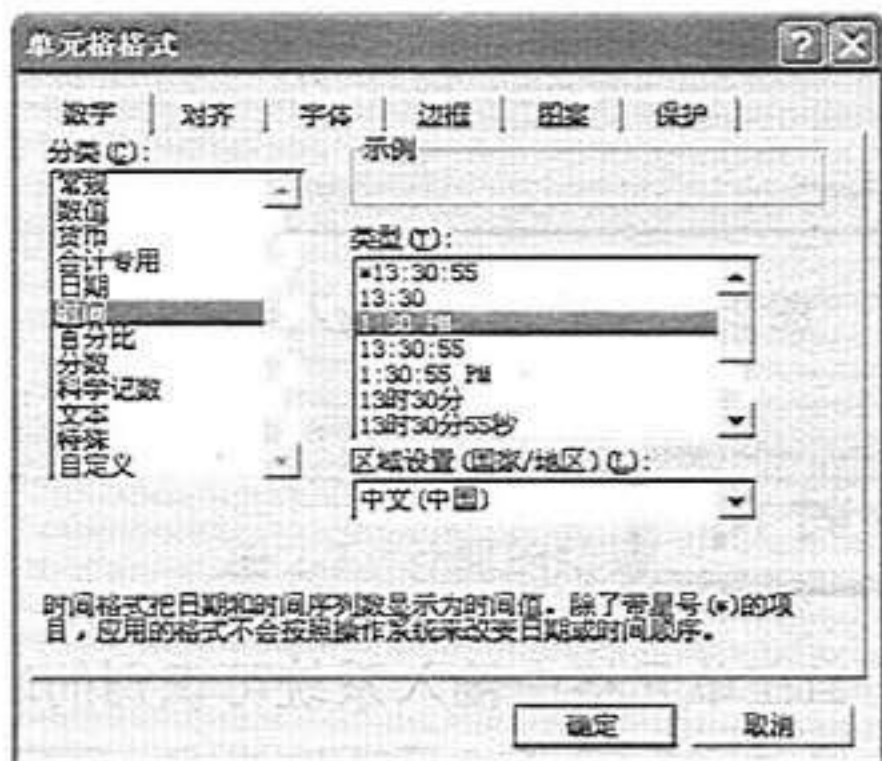 单元格格式
数字 对齐 字体 边框 图案 保护
分类(C):
常规
数值
货币
会计专用
日期
时间
百分比
分数
科学记数
文本
特殊
自定义
示例
类型(T):
*13:30:55
13:30
1:30 PM
13:30:55
1:30:55 PM
13时30分
13时30分55秒
区域设置(国家/地区)(L):
中文(中国)
时间格式把日期和时间序列数显示为时间值。除了带星号(*)的项
目，应用的格式不会按照操作系统来改变日期或时间顺序。
确定 取消